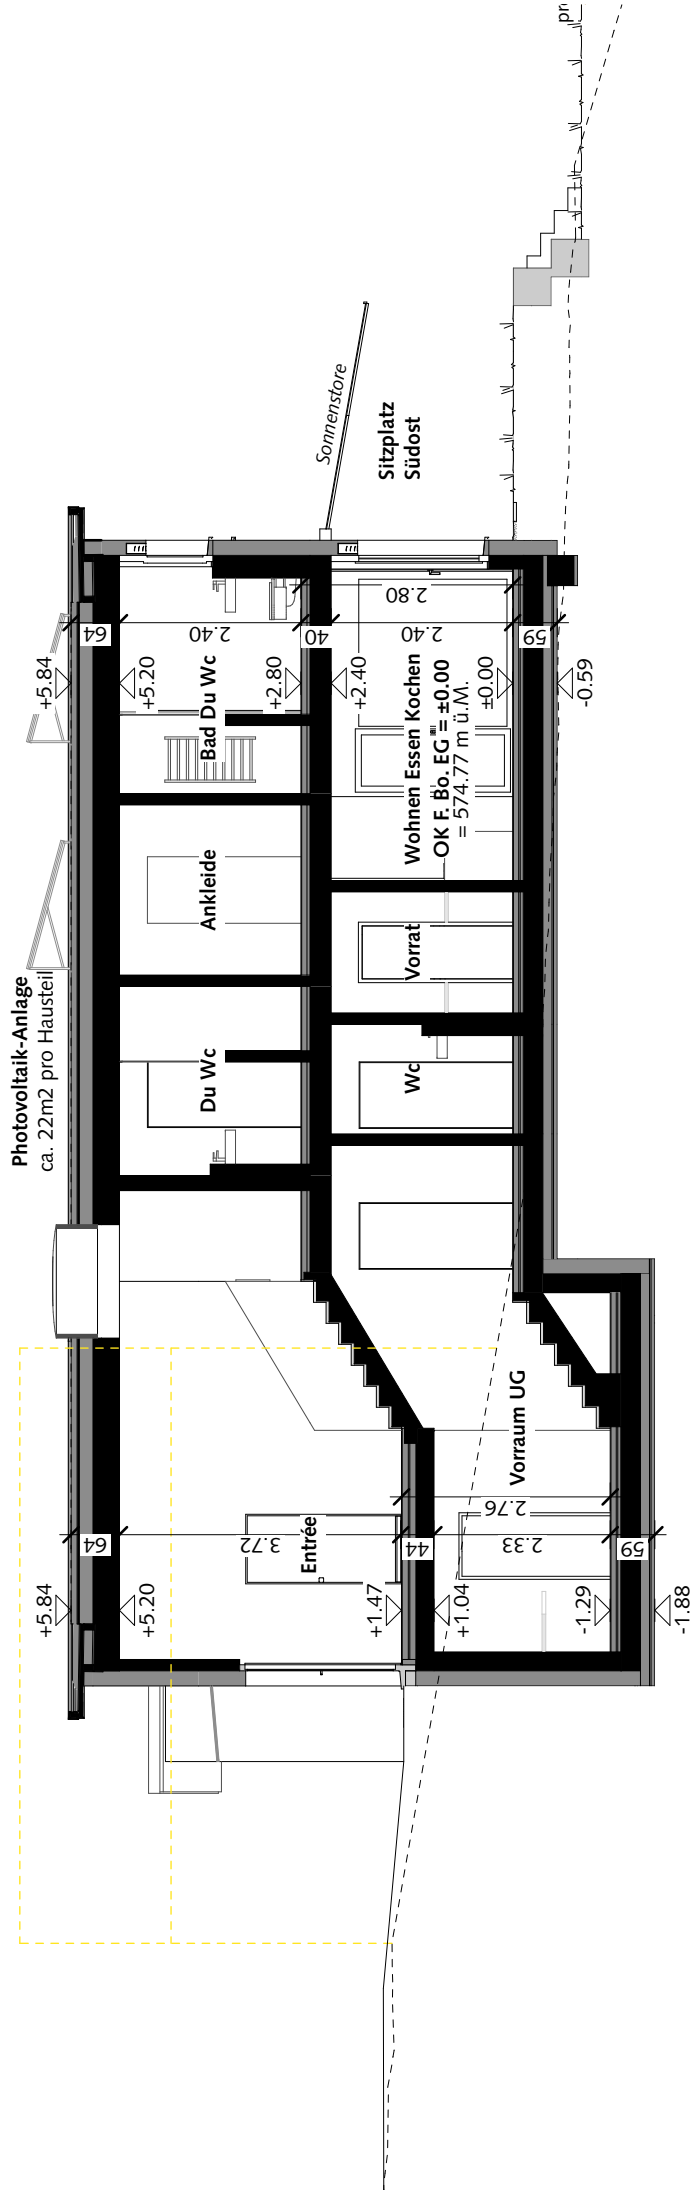 Photovoltaik-Anlage
ca. 22m2 pro Hausteil
+5.84
+5.20
64
+5.84
+5.20
64
Bad Du Wc
2.40
+2.80
40
+2.40
Ankleide
Du Wc
Entrée
3.72
+1.47
44
+1.04
Wohnen Essen Kochen
OK F. Bo. EG = ±0.00
= 574.77 m ü.M.
2.40
2.80
±0.00
59
-0.59
Vorrat
Wc
Vorraum UG
2.76
2.33
-1.29
59
-1.88
Sonnenstore
Sitzplatz
Südost
pr